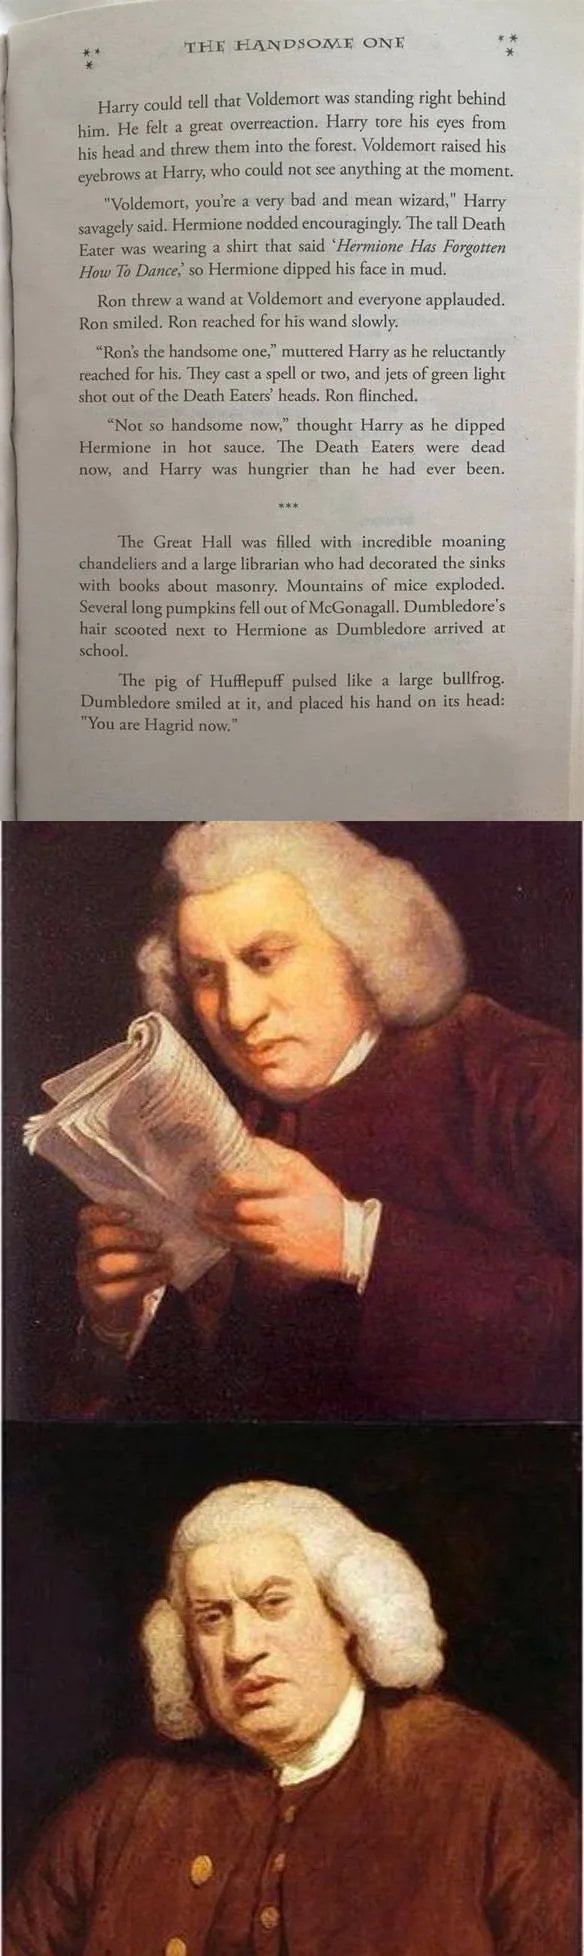 THE HANDSOME ONE
Harry could tell that Voldemort was standing right behind
him. He felt a great overreaction. Harry tore his eyes from
his head and threw them into the forest. Voldemort raised his
eyebrows at Harry, who could not see anything at the moment.
"Voldemort, you're a very bad and mean wizard," Harry
savagely said. Hermione nodded encouragingly. The tall Death
Eater was wearing a shirt that said ‘Hermione Has Forgotten
How To Dance,’ so Hermione dipped his face in mud.
Ron threw a wand at Voldemort and everyone applauded.
Ron smiled. Ron reached for his wand slowly.
“Ron’s the handsome one,” muttered Harry as he reluctantly
reached for his. They cast a spell or two, and jets of green light
shot out of the Death Eaters’ heads. Ron flinched.
“Not so handsome now,” thought Harry as he dipped
Hermione in hot sauce. The Death Eaters were dead
now, and Harry was hungrier than he had ever been.
***
The Great Hall was filled with incredible moaning
chandeliers and a large librarian who had decorated the sinks
with books about masonry. Mountains of mice exploded.
Several long pumpkins fell out of McGonagall. Dumbledore's
hair scooted next to Hermione as Dumbledore arrived at
school.
The pig of Hufflepuff pulsed like a large bullfrog.
Dumbledore smiled at it, and placed his hand on its head:
"You are Hagrid now."